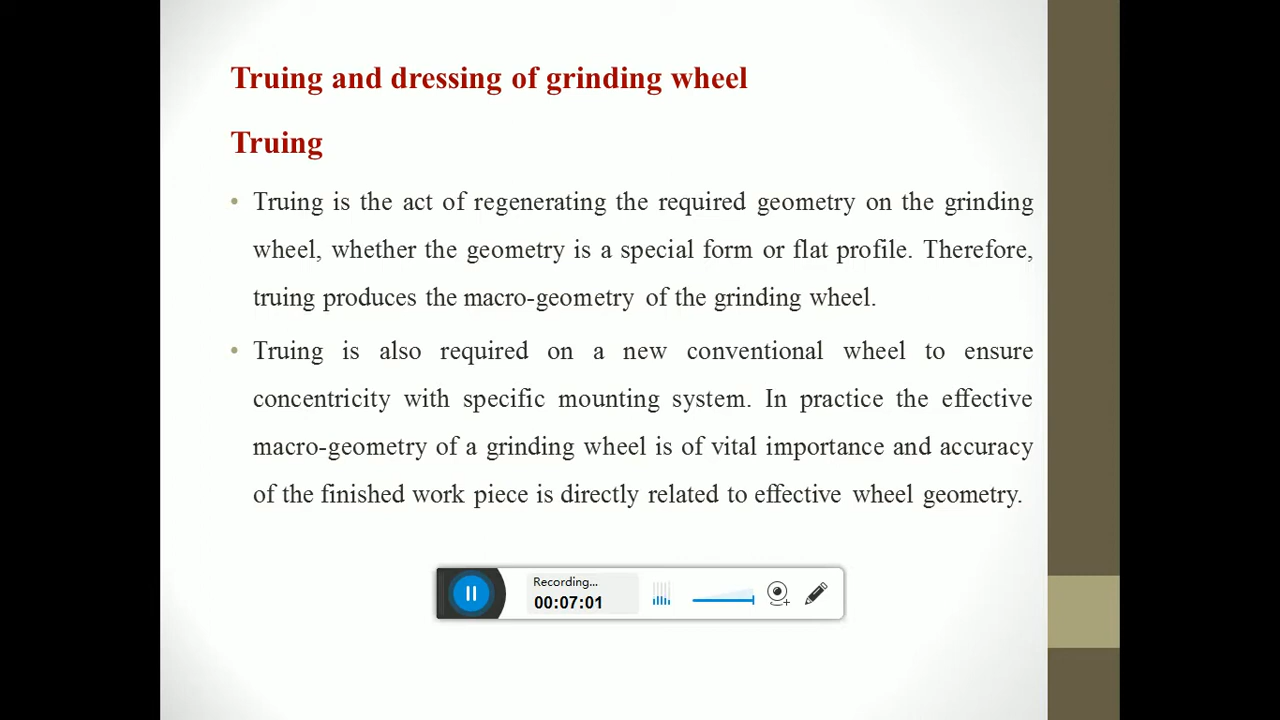 Truing and dressing of grinding wheel
Truing
• Truing is the act of regenerating the required geometry on the grinding
wheel, whether the geometry is a special form or flat profile. Therefore,
truing produces the macro-geometry of the grinding wheel.
• Truing is also required on a new conventional wheel to ensure
concentricity with specific mounting system. In practice the effective
macro-geometry of a grinding wheel is of vital importance and accuracy
of the finished work piece is directly related to effective wheel geometry.
Recording...
00:07:01